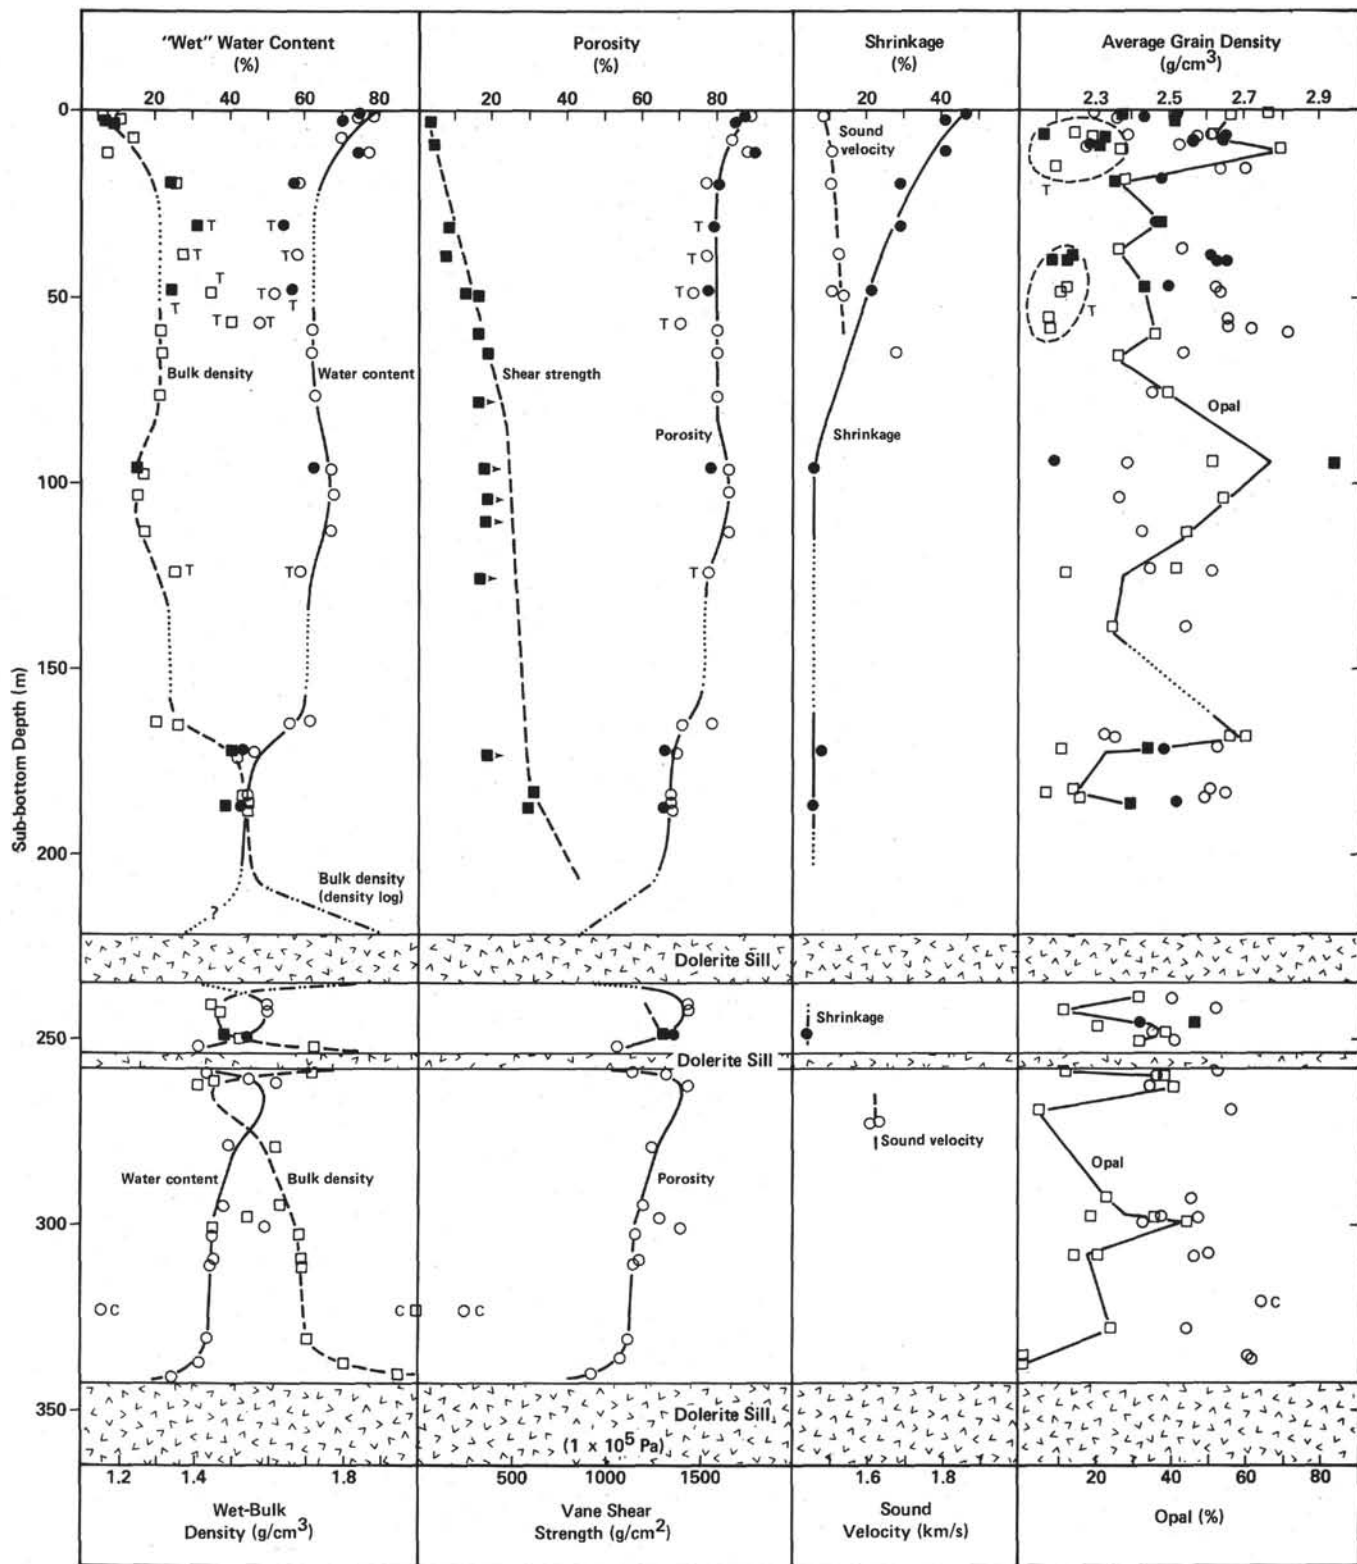 "Wet" Water Content
(%)
20 40 60 80
Porosity
(%)
20 40 60 80
Shrinkage
(%)
20 40
Average Grain Density
(g/cm³)
2.3 2.5 2.7 2.9
Sub-bottom Depth (m)
0
50
100
150
200
250
300
350
T T
T T
T T T
T T
T
Bulk density
Water content
T T
Bulk density
(density log)
?
T
T
T
T
Shear strength
Porosity
T
Sound
velocity
Shrinkage
T
T
Opal
Dolerite Sill
Shrinkage
Dolerite Sill
Water content
Bulk density
Porosity
Sound velocity
Opal
C C C C
Dolerite Sill
(1 x 10⁵ Pa)
1.2 1.4 1.6 1.8
Wet-Bulk
Density (g/cm³)
500 1000 1500
Vane Shear
Strength (g/cm²)
1.6 1.8
Sound
Velocity (km/s)
20 40 60 80
Opal (%)